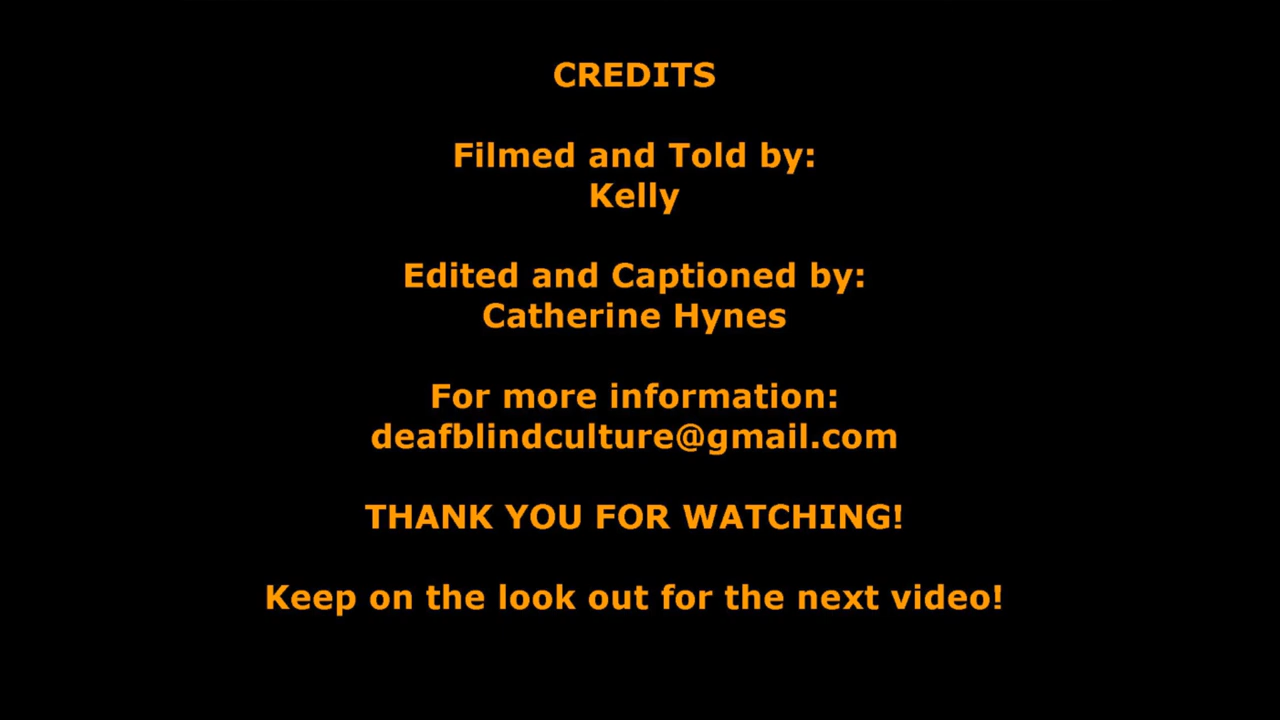 CREDITS
Filmed and Told by:
Kelly
Edited and Captioned by:
Catherine Hynes
For more information:
deafblindculture@gmail.com
THANK YOU FOR WATCHING!
Keep on the look out for the next video!